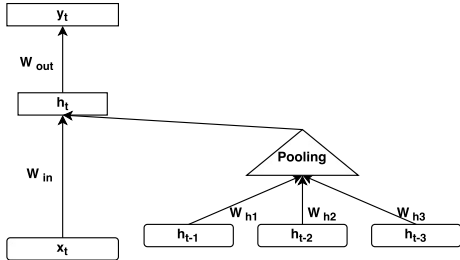 y_t
W_out
h_t
W_in
Pooling
W_h1
W_h2
W_h3
x_t
h_t-1
h_t-2
h_t-3